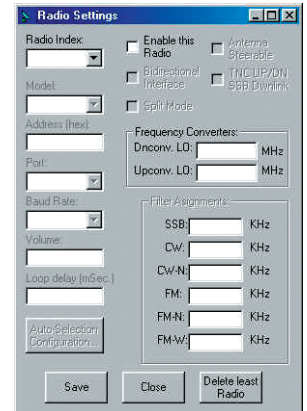 Radio Settings
Radio Index:
Enable this Radio
Antenna Steerable
Bidirectional Interface
TNC UP/DN SSB Dwnlink
Split Mode
Model:
Address (hex):
Port:
Baud Rate:
Volume:
Loop delay (mSec.)
Auto-Selection Configuration...
Frequency Converters:
Dnconv. LO: MHz
Upconv. LO: MHz
Filter Asignments:
SSB: KHz
CW: KHz
CW-N: KHz
FM: KHz
FM-N: KHz
FM-W: KHz
Save
Close
Delete least Radio